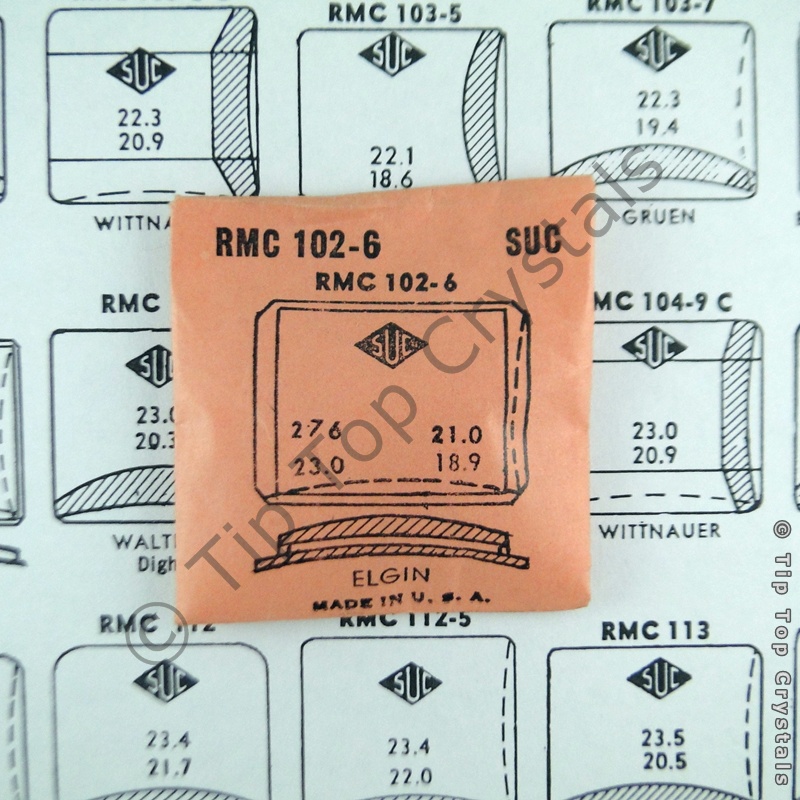 RMC 103-5
RMC 103-7
SUC
22.3
20.9
SUC
22.1
18.6
SUC
22.3
19.4
WITTNA
GRUEN
RMC 102-6 SUC
RMC 102-6
SUC
27.6 21.0
23.0 18.9
ELGIN
MADE IN U. S. A.
RMC
SUC
23.0
20.3
WALT
Dig
MC 104-9 C
SUC
23.0
20.9
WITTNAUER
RMC 112
RMC 112-5
RMC 113
SUC
23.4
21.7
SUC
23.4
22.0
SUC
23.5
20.5
© Tip Top Crystals
© Tip Top Crystals